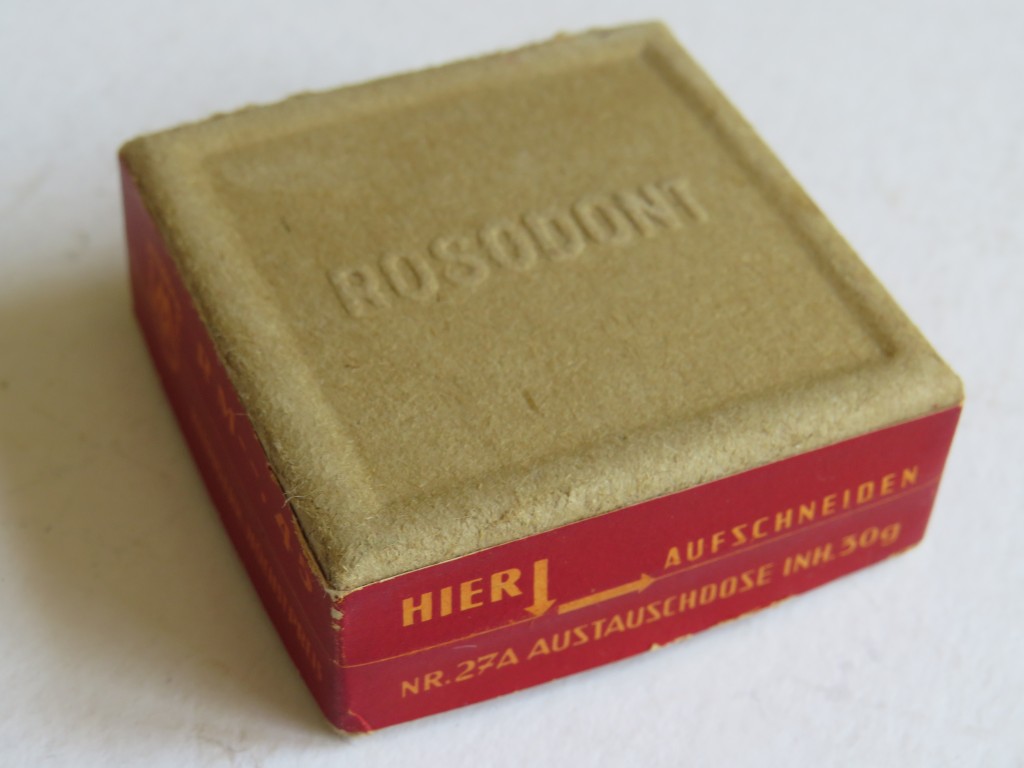 ROSODONT
HIER
AUFSCHNEIDEN
NR.27A AUSTAUSCHDOSE INH.30g